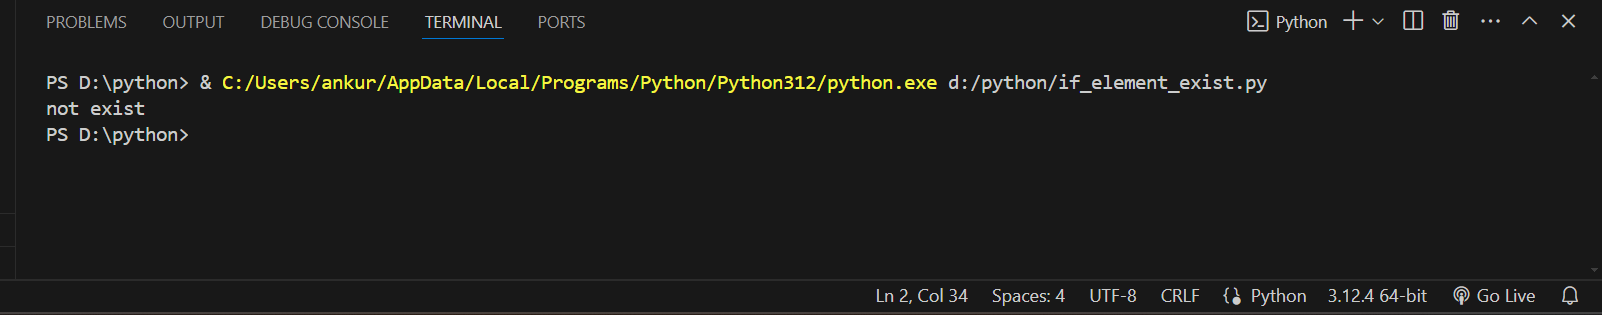 PROBLEMS OUTPUT DEBUG CONSOLE TERMINAL PORTS Python
PS D:\python> & C:/Users/ankur/AppData/Local/Programs/Python/Python312/python.exe d:/python/if_element_exist.py
not exist
PS D:\python>
Ln 2, Col 34 Spaces: 4 UTF-8 CRLF {} Python 3.12.4 64-bit Go Live